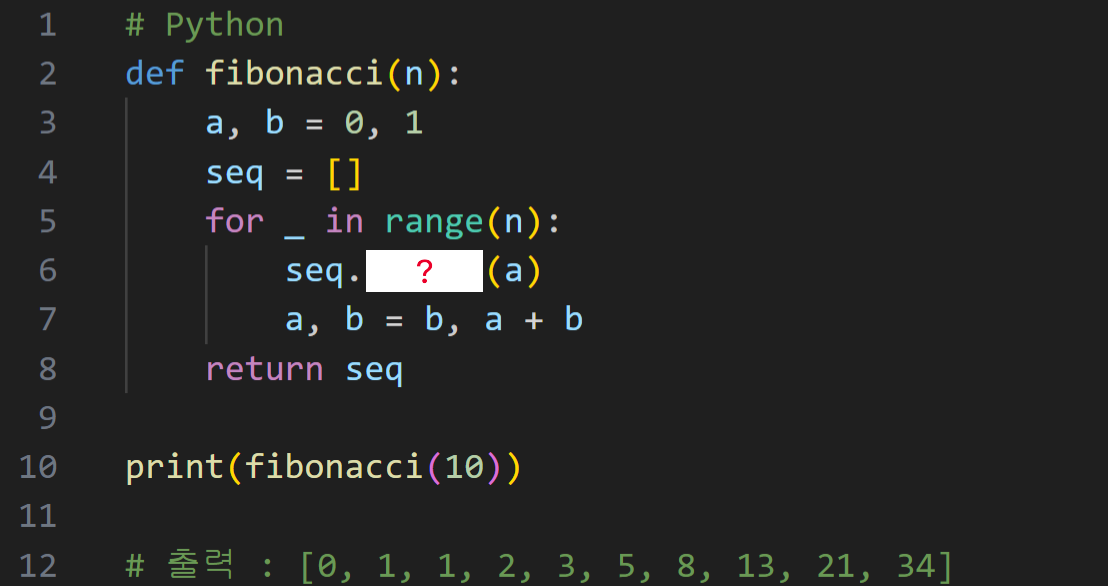 1 # Python
2 def fibonacci(n):
3     a, b = 0, 1
4     seq = []
5     for _ in range(n):
6         seq. ? (a)
7         a, b = b, a + b
8     return seq
9
10 print(fibonacci(10))
11
12 # 출력 : [0, 1, 1, 2, 3, 5, 8, 13, 21, 34]